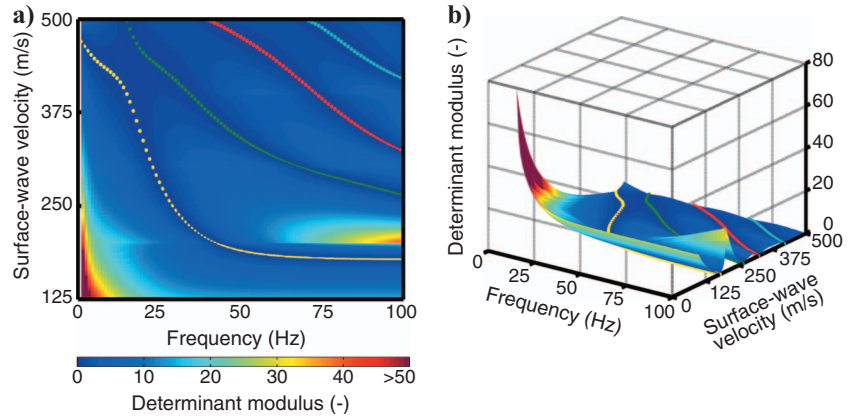 a)
Surface-wave velocity (m/s)
500
375
250
125
0 25 50 75 100
Frequency (Hz)
0 10 20 30 40 >50
Determinant modulus (-)
b)
Determinant modulus (-)
80
60
40
20
0
0
25
50
75
100
Frequency (Hz)
0
125
250
375
500
Surface-wave
velocity (m/s)